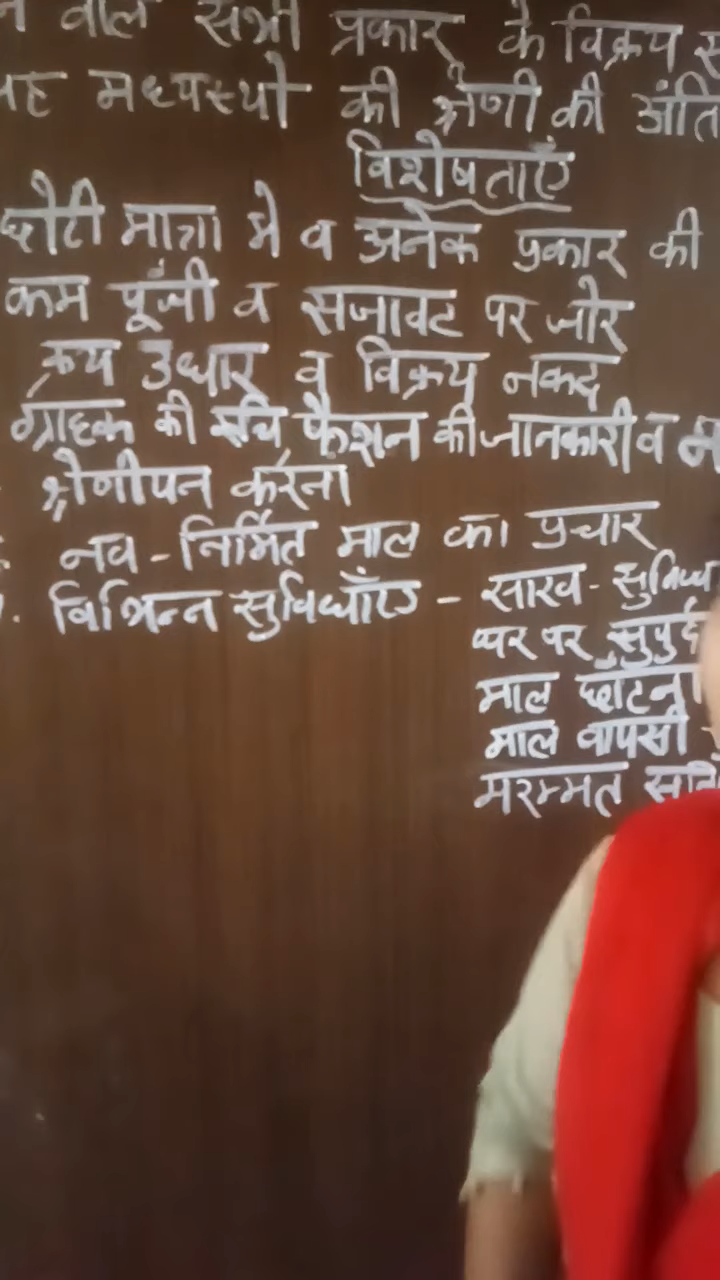 वाले सभी प्रकार के विक्रय
मध्यस्थो की श्रेणी की अंति
विशेषताएँ
छोटी मात्रा मे व अनेक प्रकार की
कम पूँजी व सजावट पर जोर
क्रय उधार व विक्रय नकद
ग्राहक की रूचि फैशन की जानकारी व
श्रेणीयन करना
नव - निर्मित माल का प्रचार
विभिन्न सुविधाँए - साख - सुविध
घर पर सुपुर्द
माल छाँटना
माल वापसी
मरम्मत